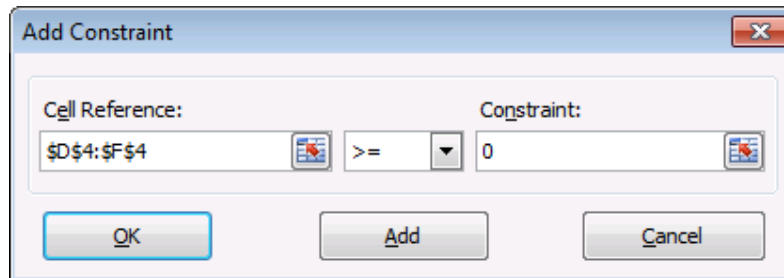 Add Constraint
Cell Reference: Constraint:
$D$4:$F$4 >= 0
OK Add Cancel